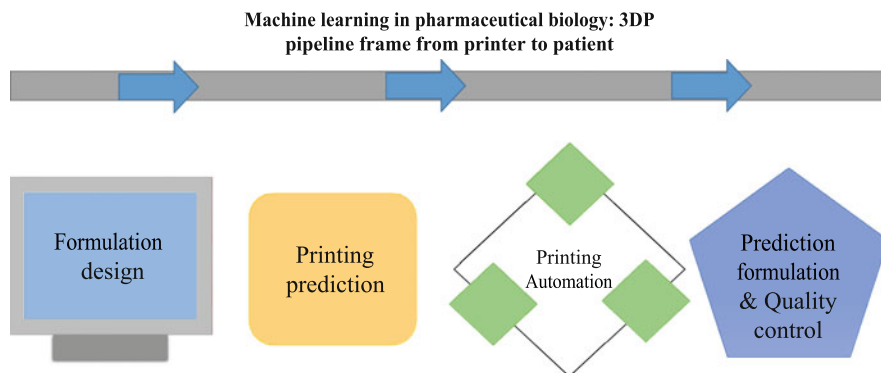 Machine learning in pharmaceutical biology: 3DP
pipeline frame from printer to patient
Formulation
design
Printing
prediction
Printing
Automation
Prediction
formulation
& Quality
control